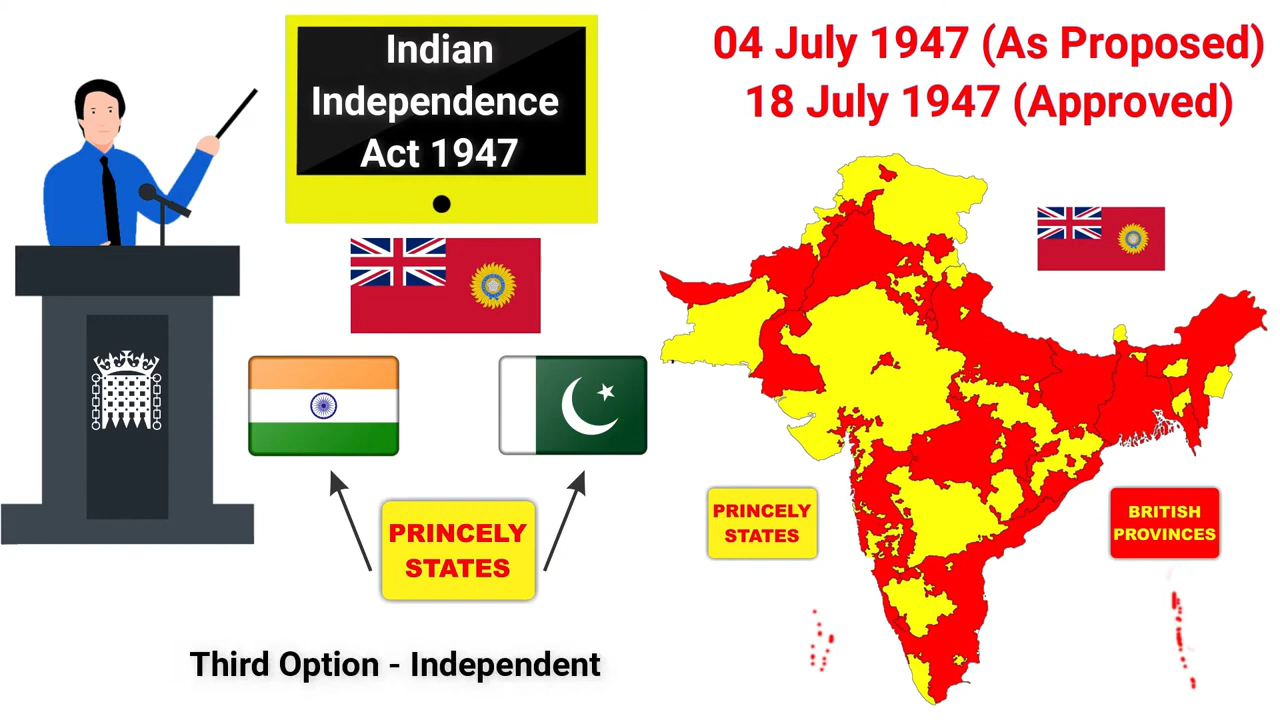 Indian
Independence
Act 1947
04 July 1947 (As Proposed)
18 July 1947 (Approved)
PRINCELY
STATES
Third Option - Independent
PRINCELY
STATES
BRITISH
PROVINCES